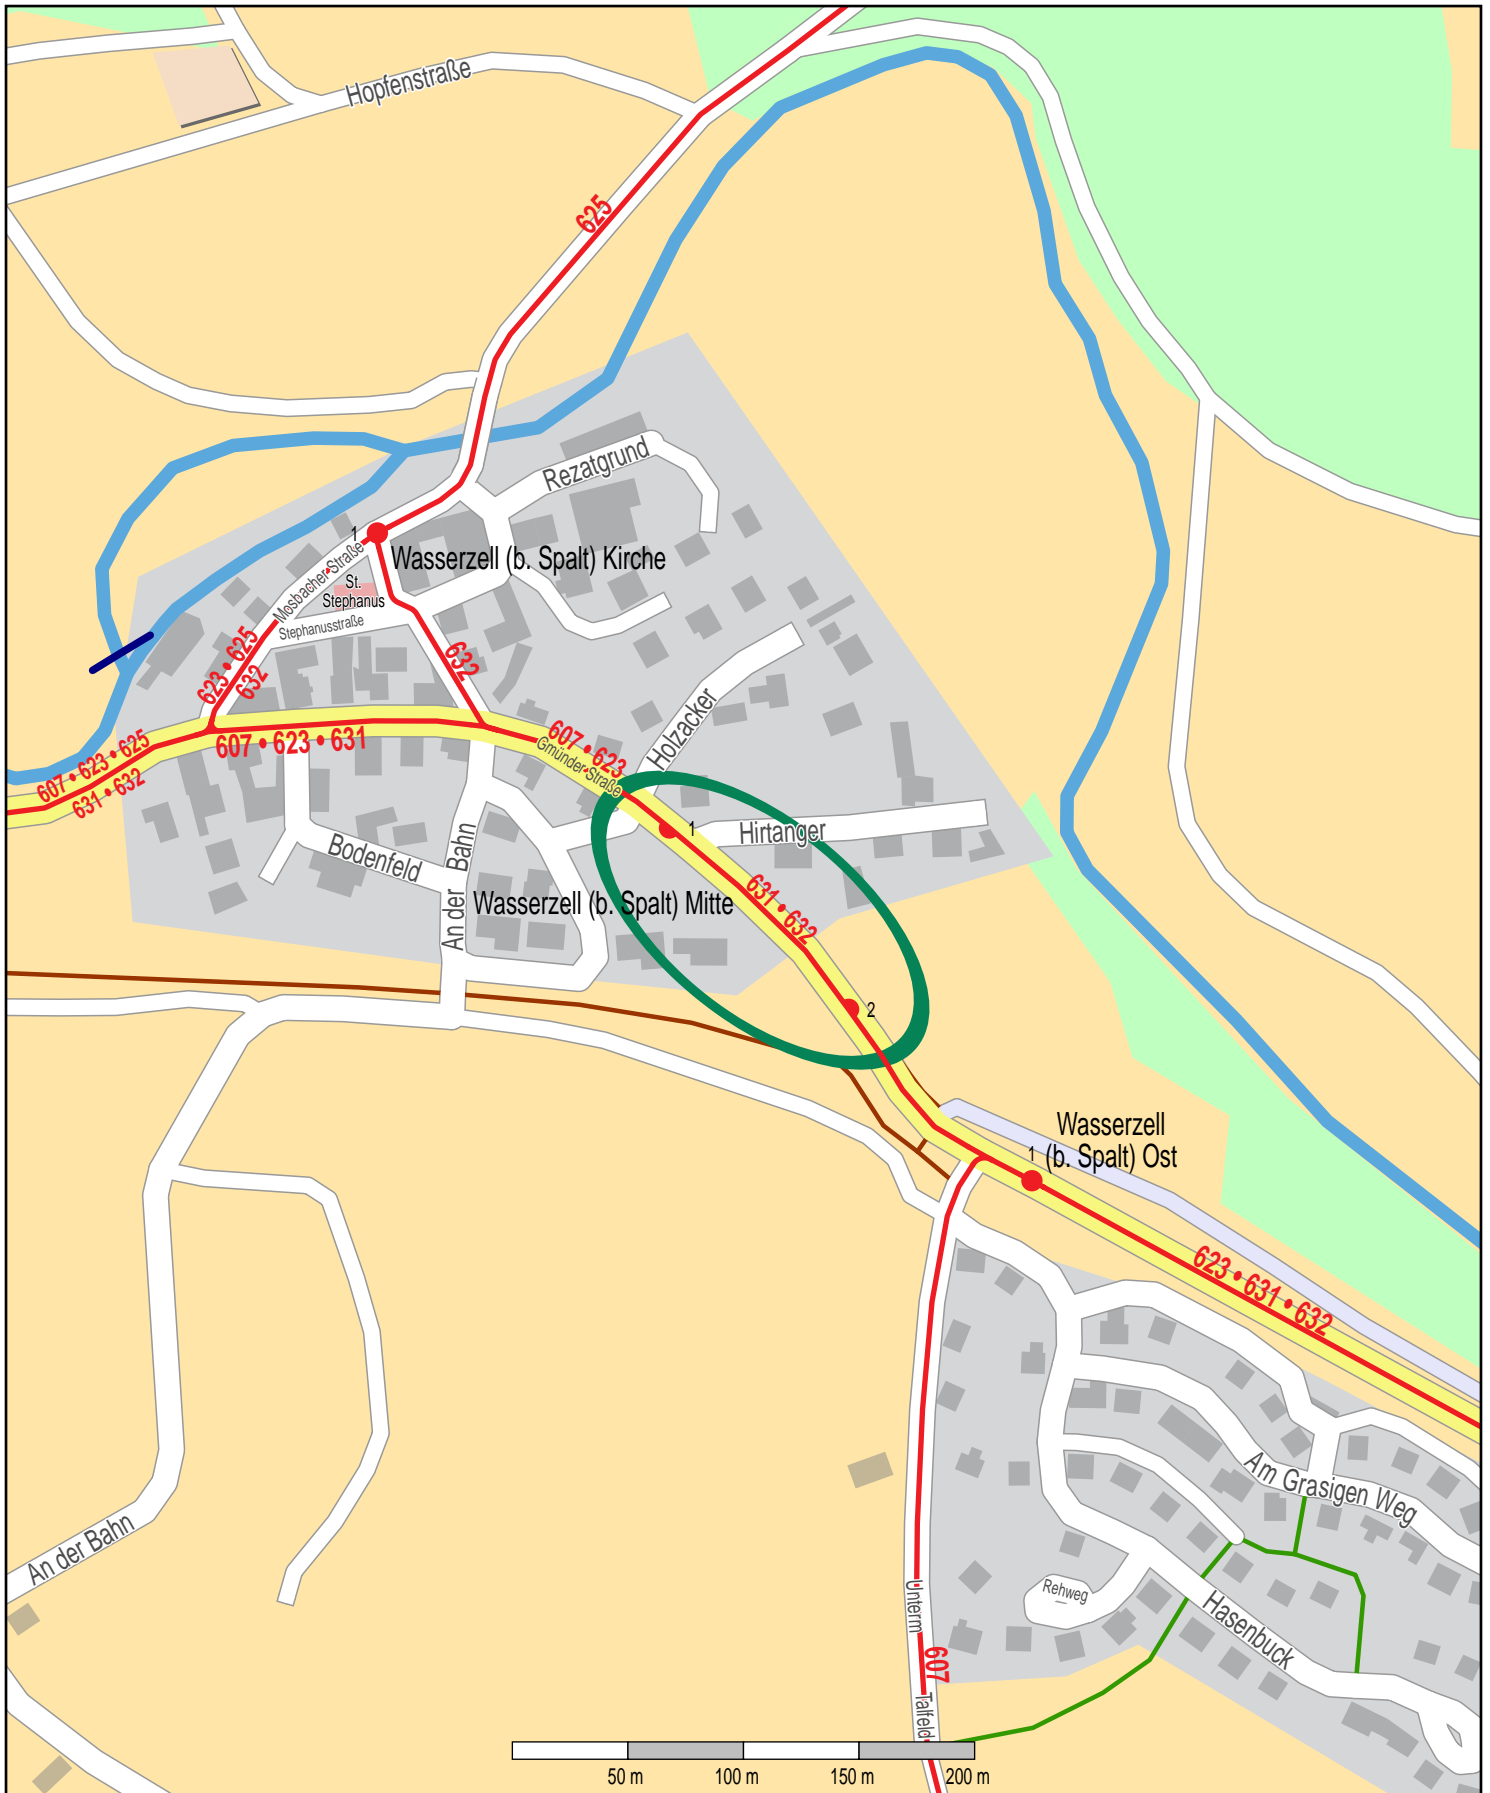 Hopfenstraße
625
Rezatgrund
1
Wasserzell (b. Spalt) Kirche
Mosbacher-Straße
St.
Stephanus
Stephanusstraße
623 • 625
632
632
Holzacker
607 • 623 • 625
631 • 632
607 • 623 • 631
607 • 623
Gmünder-Straße
1
Hirtanger
Bodenfeld
An der Bahn
631 • 632
Wasserzell (b. Spalt) Mitte
2
Wasserzell
(b. Spalt) Ost
1
623 • 631 • 632
Am Grasigen Weg
An der Bahn
Rehweg
Hasenbuck
Unterm
Talfeld
607
50 m
100 m
150 m
200 m